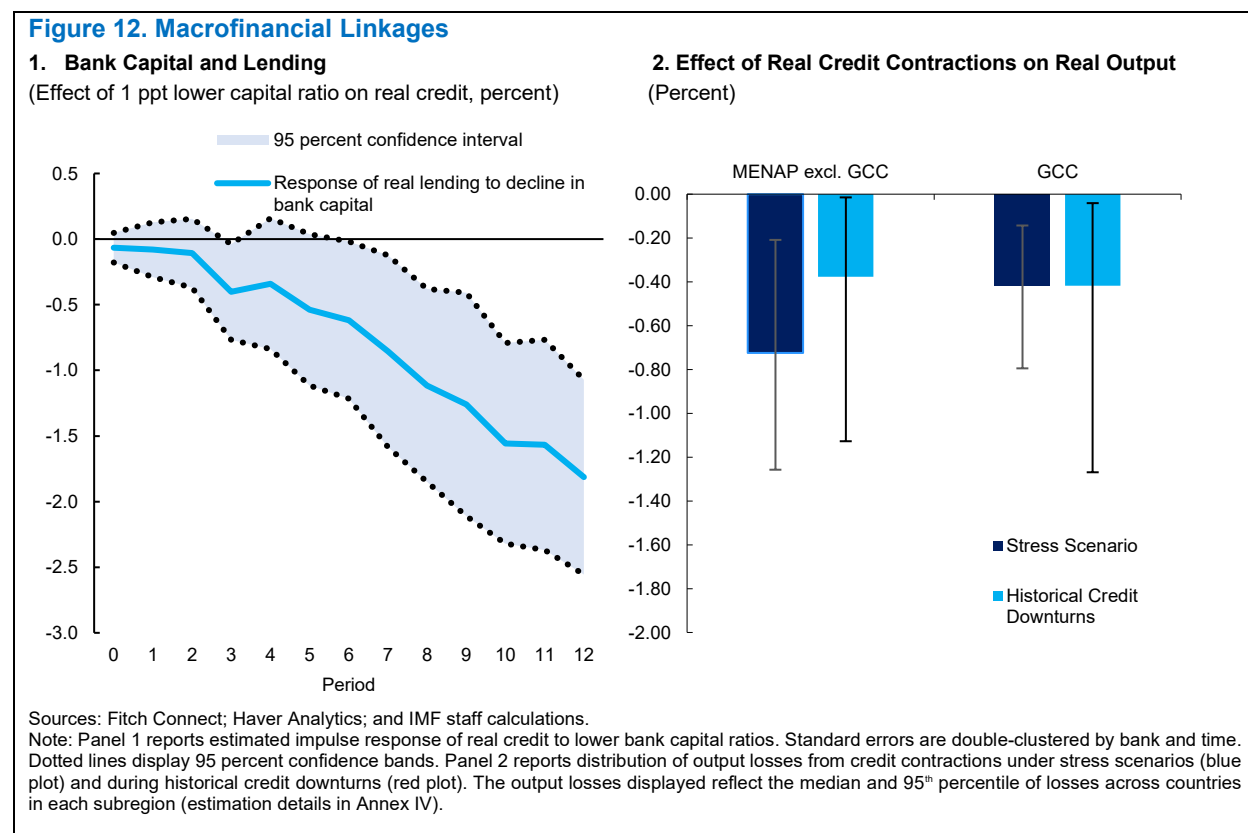 Figure 12. Macrofinancial Linkages
1. Bank Capital and Lending
(Effect of 1 ppt lower capital ratio on real credit, percent)
95 percent confidence interval
Response of real lending to decline in
bank capital
0.5
0.0
-0.5
-1.0
-1.5
-2.0
-2.5
-3.0
0 1 2 3 4 5 6 7 8 9 10 11 12
Period
2. Effect of Real Credit Contractions on Real Output
(Percent)
MENAP excl. GCC GCC
0.00
-0.20
-0.40
-0.60
-0.80
-1.00
-1.20
-1.40
-1.60
-1.80
-2.00
Stress Scenario
Historical Credit
Downturns
Sources: Fitch Connect; Haver Analytics; and IMF staff calculations.
Note: Panel 1 reports estimated impulse response of real credit to lower bank capital ratios. Standard errors are double-clustered by bank and time.
Dotted lines display 95 percent confidence bands. Panel 2 reports distribution of output losses from credit contractions under stress scenarios (blue
plot) and during historical credit downturns (red plot). The output losses displayed reflect the median and 95th percentile of losses across countries
in each subregion (estimation details in Annex IV).